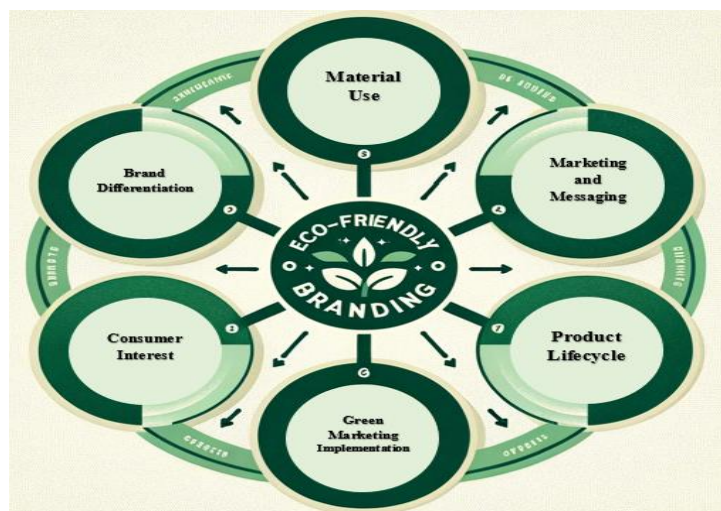 Material
Use
Brand
Differentiation
Marketing
and
Messaging
ECO-FRIENDLY
BRANDING
Consumer
Interest
Product
Lifecycle
Green
Marketing
Implementation